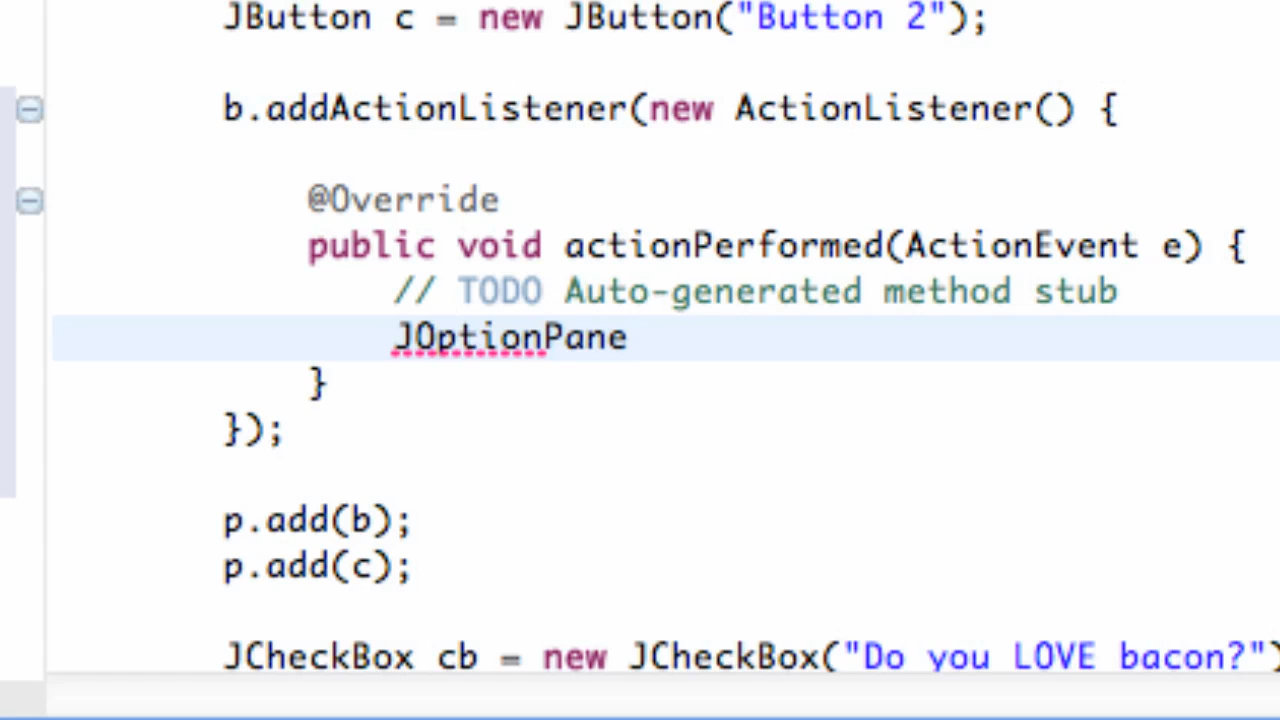 JButton c = new JButton("Button 2");
b.addActionListener(new ActionListener() {
@Override
public void actionPerformed(ActionEvent e) {
// TODO Auto-generated method stub
JOptionPane
}
});
p.add(b);
p.add(c);
JCheckBox cb = new JCheckBox("Do you LOVE bacon?")